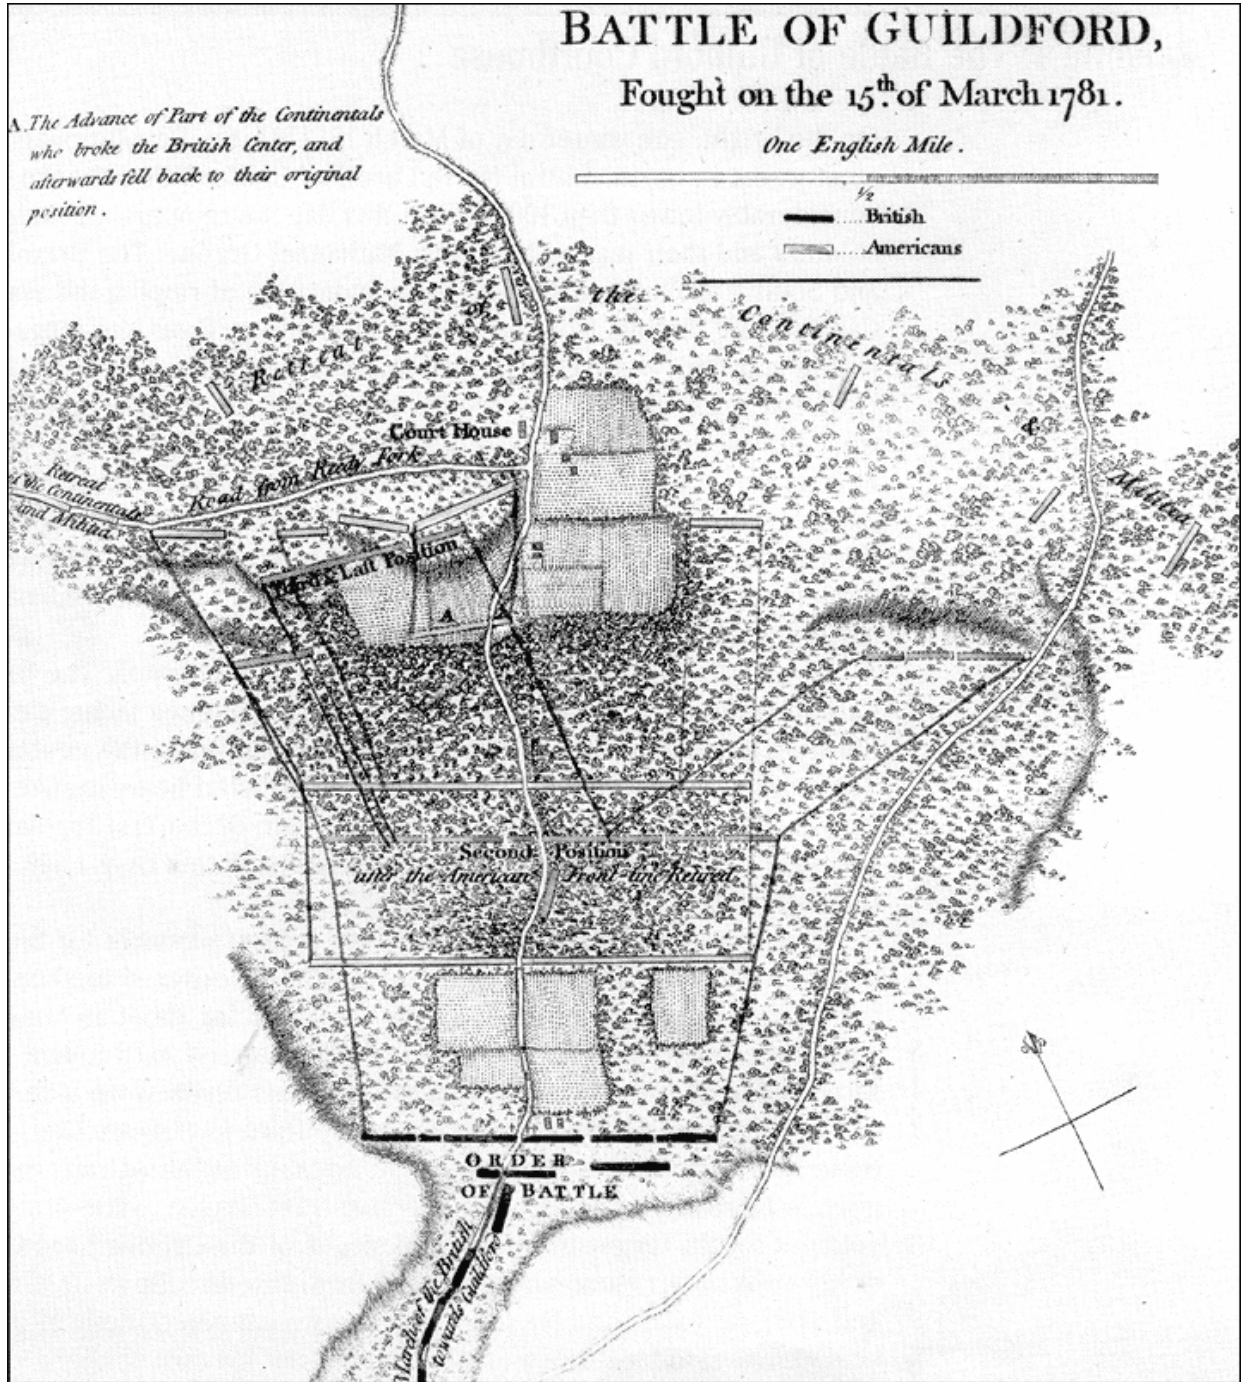 BATTLE OF GUILDFORD,
Fought on the 15th. of March 1781.
One English Mile.
1/2
British
Americans
A. The Advance of Part of the Continentals
who broke the British Center, and
afterwards fell back to their original
position.
Retreat of the Continentals & Militia
Court House
Road from Reedy Fork
Retreat
of the Continentals
and Militia
Third & Last Position
A
Second Position
after the American Front line Retired
ORDER
OF BATTLE
March of the British
towards Guildford